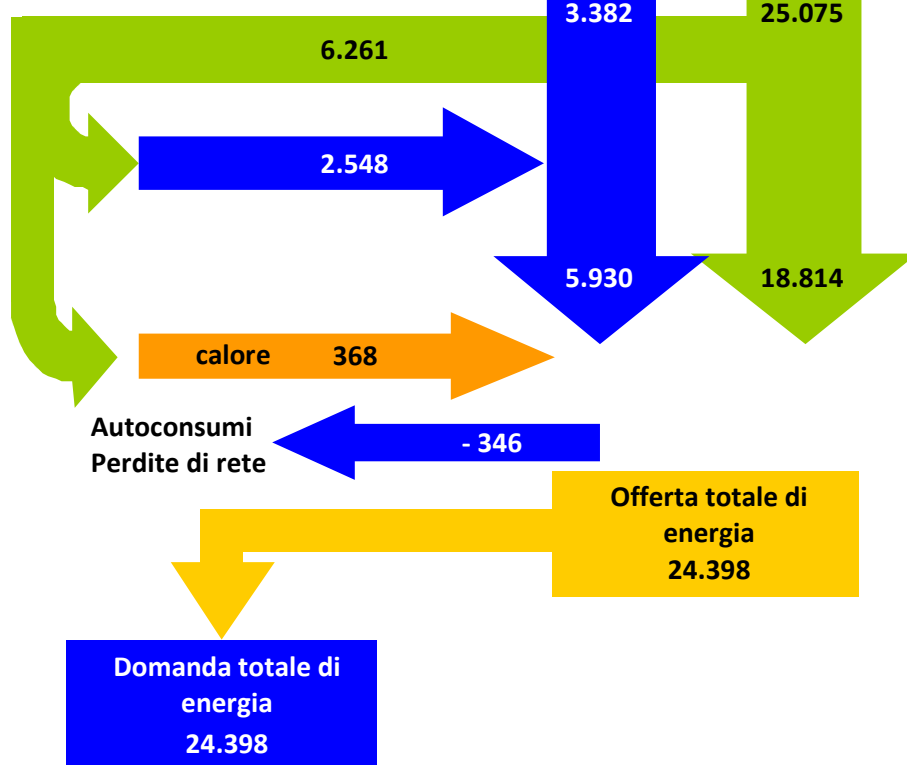 3.382
25.075
6.261
2.548
5.930
18.814
calore 368
Autoconsumi
Perdite di rete
- 346
Offerta totale di
energia
24.398
Domanda totale di
energia
24.398